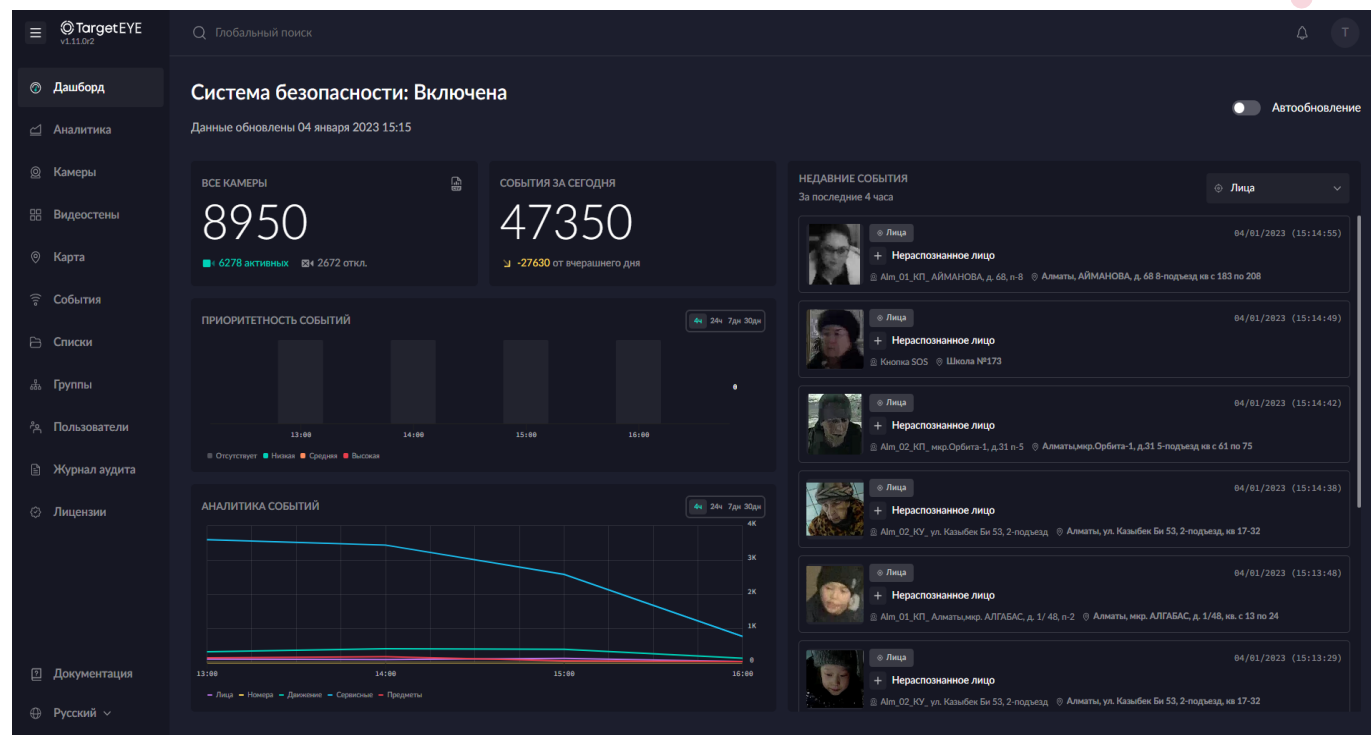 TargetEYE
v1.11.0r2
Глобальный поиск
T
Дашборд
Аналитика
Камеры
Видеостены
Карта
События
Списки
Группы
Пользователи
Журнал аудита
Лицензии
Документация
Русский
Система безопасности: Включена
Данные обновлены 04 января 2023 15:15
Автообновление
ВСЕ КАМЕРЫ
8950
6278 активных 2672 откл.
СОБЫТИЯ ЗА СЕГОДНЯ
47350
-27630 от вчерашнего дня
ПРИОРИТЕТНОСТЬ СОБЫТИЙ
4ч 24ч 7дн 30дн
0
13:00 14:00 15:00 16:00
Отсутствует Низкая Средняя Высокая
АНАЛИТИКА СОБЫТИЙ
4ч 24ч 7дн 30дн
4K
3K
2K
1K
0
13:00 14:00 15:00 16:00
Лица Номера Движение Сервисные Предметы
НЕДАВНИЕ СОБЫТИЯ
За последние 4 часа
Лица
Лица 04/01/2023 (15:14:55)
+ Нераспознанное лицо
Alm_01_КП_ АЙМАНОВА, д. 68, п-8 Алматы, АЙМАНОВА, д. 68 8-подъезд кв с 183 по 208
Лица 04/01/2023 (15:14:49)
+ Нераспознанное лицо
Кнопка SOS Школа №173
Лица 04/01/2023 (15:14:42)
+ Нераспознанное лицо
Alm_02_КП_ мкр.Орбита-1, д.31 п-5 Алматы,мкр.Орбита-1, д.31 5-подъезд кв с 61 по 75
Лица 04/01/2023 (15:14:38)
+ Нераспознанное лицо
Alm_02_КУ_ ул. Казыбек Би 53, 2-подъезд Алматы, ул. Казыбек Би 53, 2-подъезд, кв 17-32
Лица 04/01/2023 (15:13:48)
+ Нераспознанное лицо
Alm_01_КП_ Алматы,мкр. АЛГАБАС, д. 1/ 48, п-2 Алматы, мкр. АЛГАБАС, д. 1/48, кв. с 13 по 24
Лица 04/01/2023 (15:13:29)
+ Нераспознанное лицо
Alm_02_КУ_ ул. Казыбек Би 53, 2-подъезд Алматы, ул. Казыбек Би 53, 2-подъезд, кв 17-32